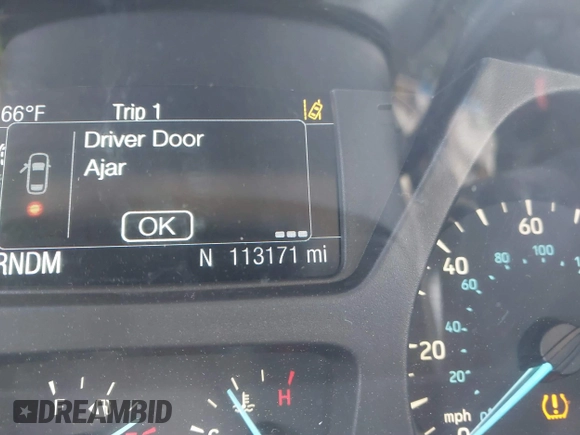 66°F Trip 1
Driver Door
Ajar
OK
RNDM N 113171 mi
60
100
40
80
60
20
40
20
mph 0
H
DREAMBID